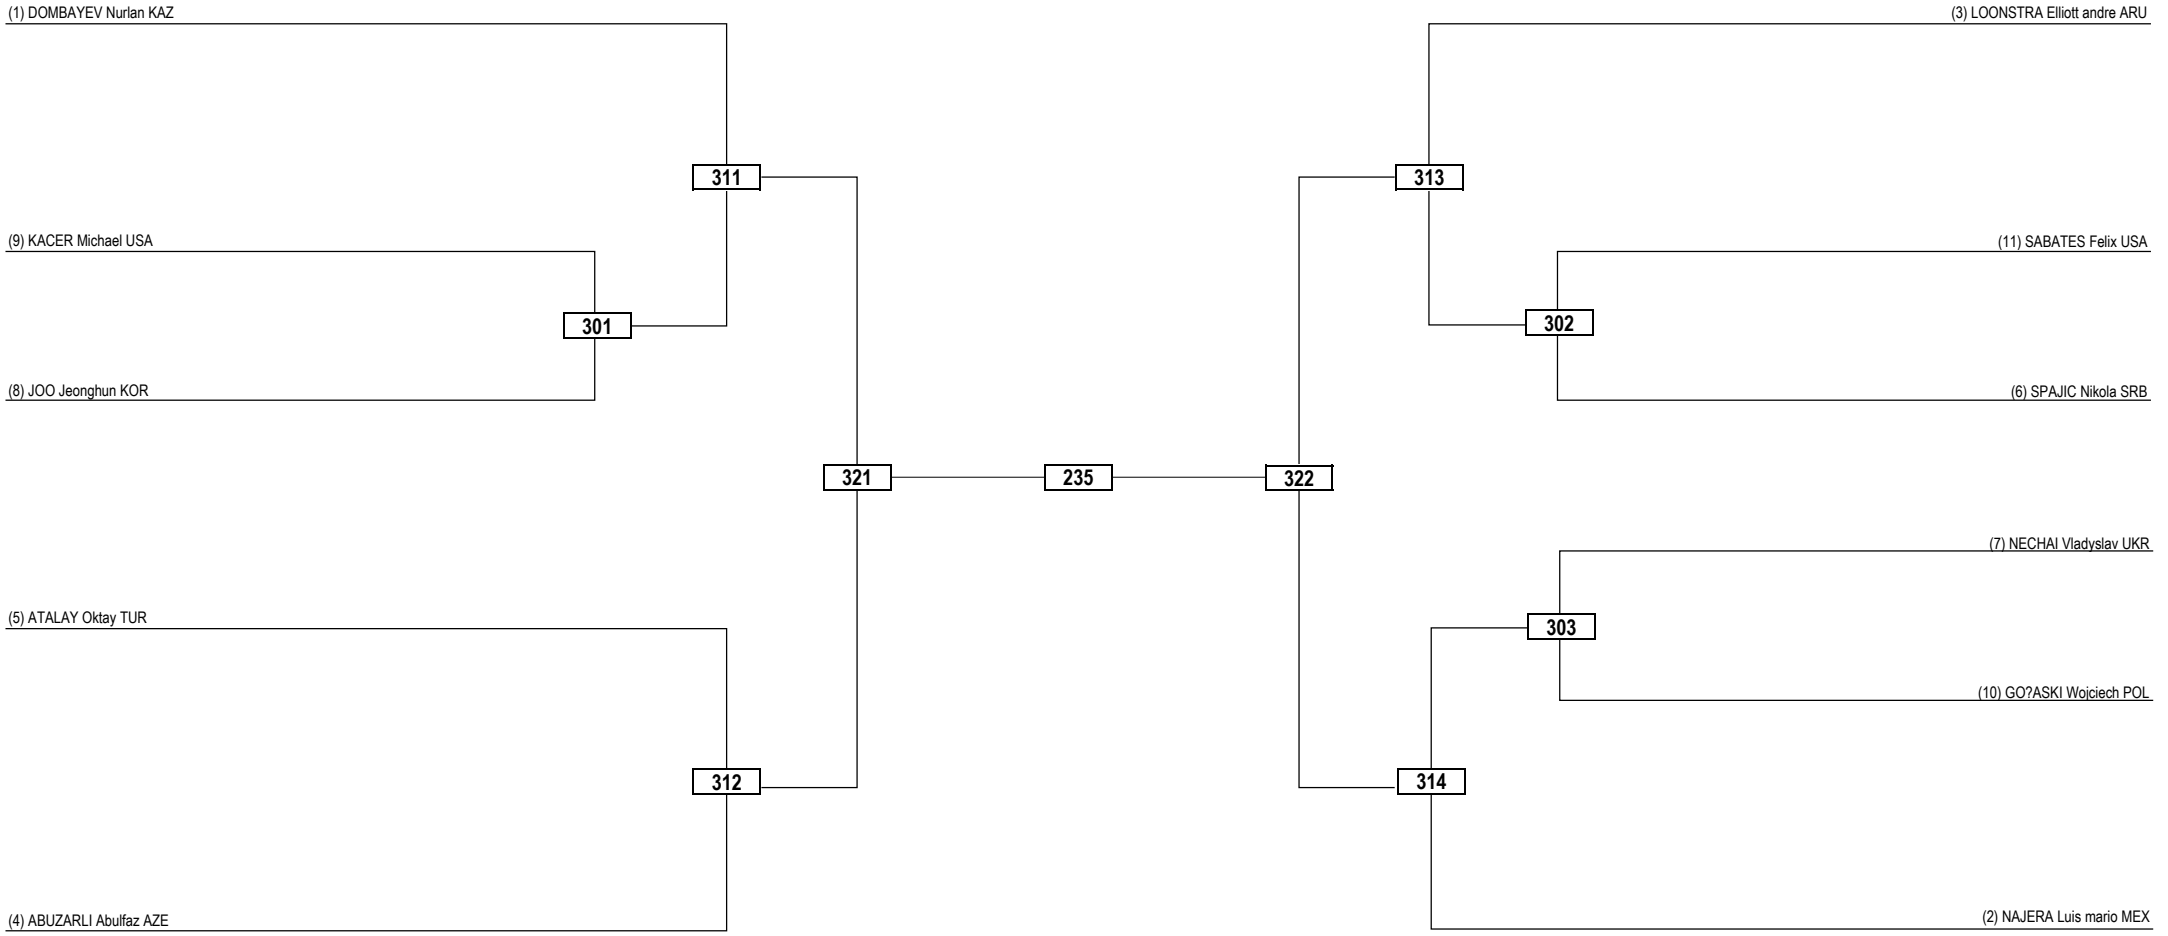 (1) DOMBAYEV Nurlan KAZ
(3) LOONSTRA Elliott andre ARU
311
313
(9) KACER Michael USA
(11) SABATES Felix USA
301
302
(8) JOO Jeonghun KOR
(6) SPAJIC Nikola SRB
321
235
322
(7) NECHAI Vladyslav UKR
(5) ATALAY Oktay TUR
303
(10) GO?ASKI Wojciech POL
312
314
(4) ABUZARLI Abulfaz AZE
(2) NAJERA Luis mario MEX